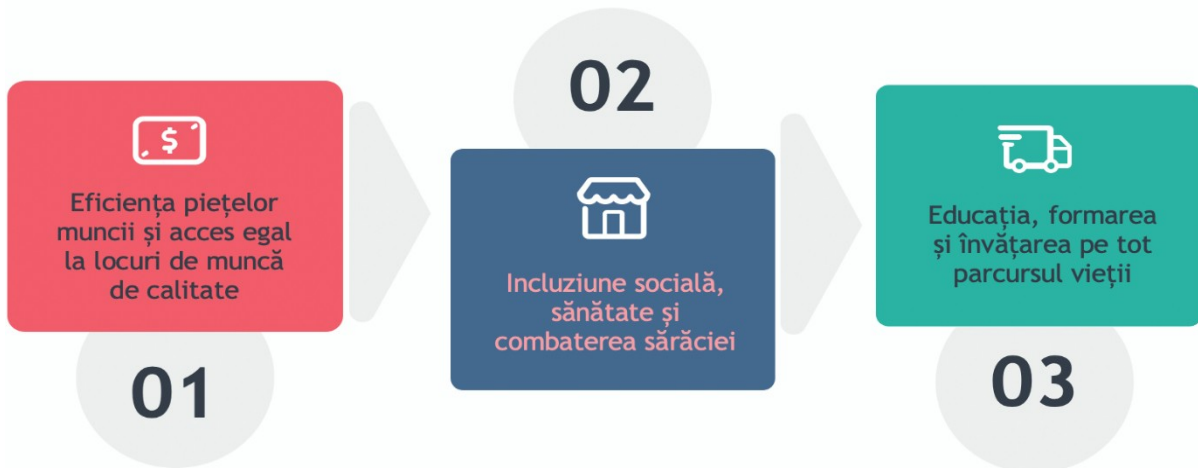 Eficiența piețelor
muncii și acces egal
la locuri de muncă
de calitate
01
02
Incluziune socială,
sănătate și
combaterea sărăciei
Educația, formarea
și învățarea pe tot
parcursul vieții
03